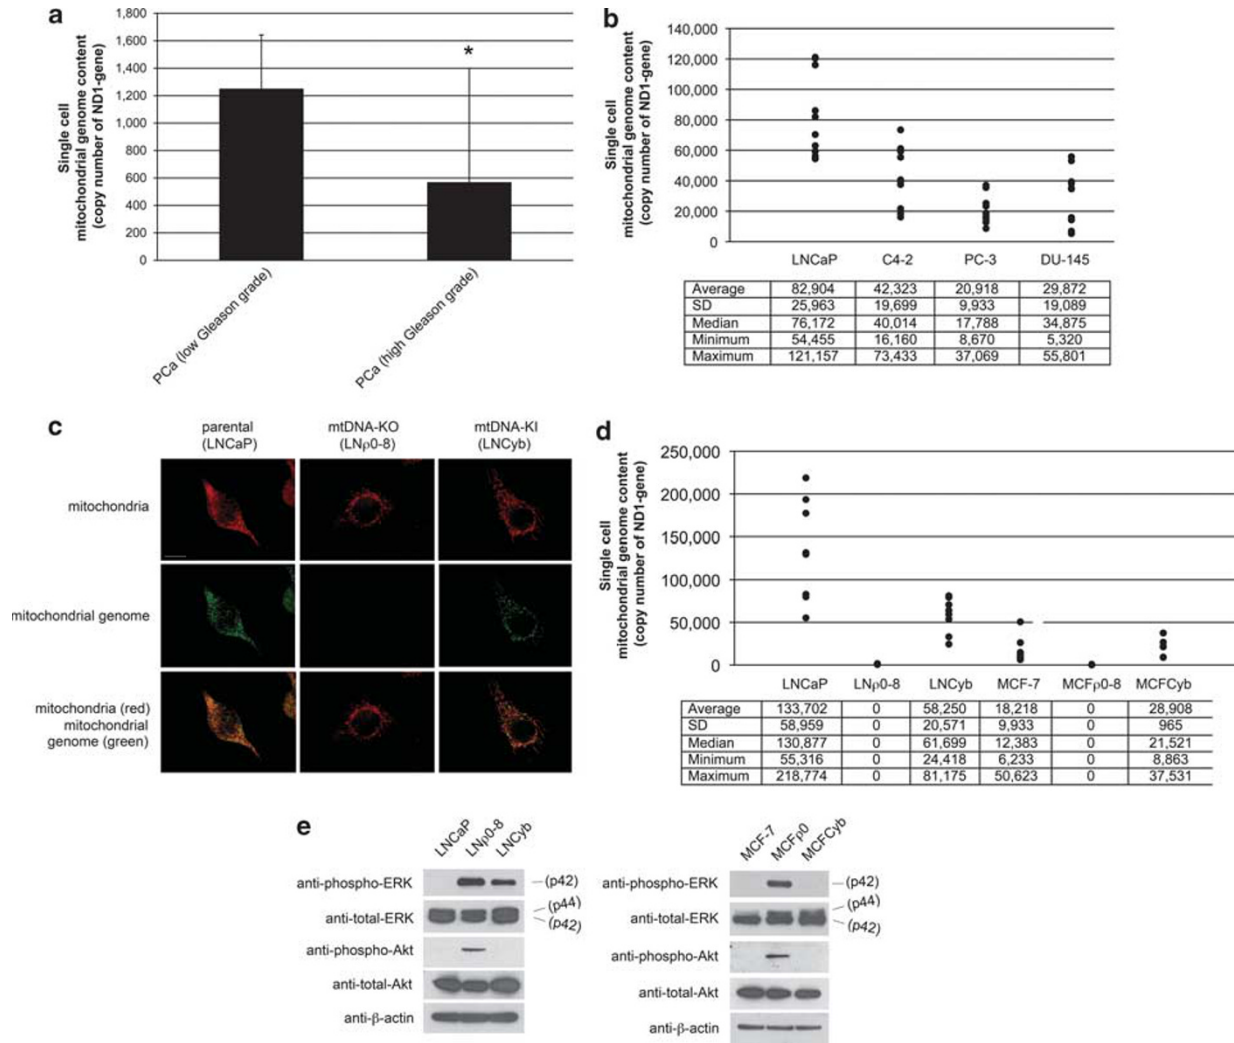 a
Single cell
mitochondrial genome content
(copy number of ND1-gene)
1,800
1,600
1,400
1,200
1,000
800
600
400
200
0
*
PCa (low Gleason grade)
PCa (high Gleason grade)
b
Single cell
mitochondrial genome content
(copy number of ND1-gene)
140,000
120,000
100,000
80,000
60,000
40,000
20,000
0
LNCaP C4-2 PC-3 DU-145
Average 82,904 42,323 20,918 29,872
SD 25,963 19,699 9,933 19,089
Median 76,172 40,014 17,788 34,875
Minimum 54,455 16,160 8,670 5,320
Maximum 121,157 73,433 37,069 55,801
c
parental
(LNCaP)
mtDNA-KO
(LNρ0-8)
mtDNA-KI
(LNCyb)
mitochondria
mitochondrial genome
mitochondria (red)
mitochondrial
genome (green)
d
Single cell
mitochondrial genome content
(copy number of ND1-gene)
250,000
200,000
150,000
100,000
50,000
0
LNCaP LNρ0-8 LNCyb MCF-7 MCFρ0-8 MCFCyb
Average 133,702 0 58,250 18,218 0 28,908
SD 58,959 0 20,571 9,933 0 965
Median 130,877 0 61,699 12,383 0 21,521
Minimum 55,316 0 24,418 6,233 0 8,863
Maximum 218,774 0 81,175 50,623 0 37,531
e
LNCaP LNρ0-8 LNCyb
anti-phospho-ERK (p42)
anti-total-ERK (p44) (p42)
anti-phospho-Akt
anti-total-Akt
anti-β-actin
MCF-7 MCFρ0 MCFCyb
anti-phospho-ERK (p42)
anti-total-ERK (p44) (p42)
anti-phospho-Akt
anti-total-Akt
anti-β-actin